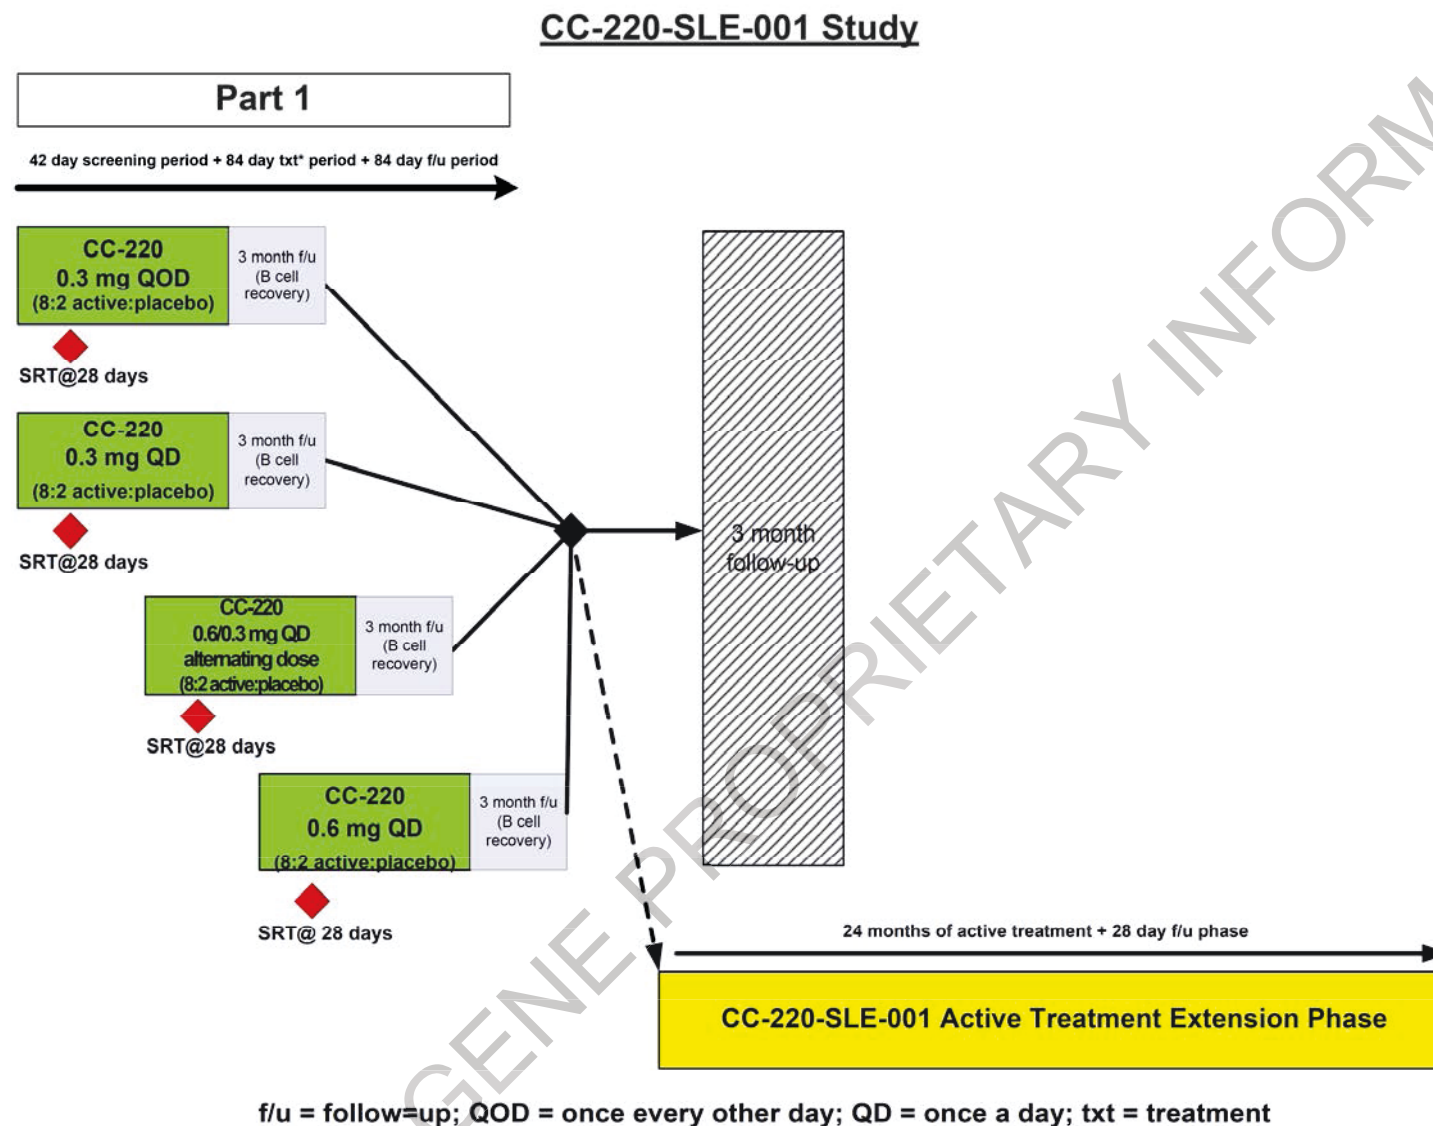 CC-220-SLE-001 Study
Part 1
42 day screening period + 84 day txt* period + 84 day f/u period
CC-220
0.3 mg QOD
(8:2 active:placebo)
3 month f/u
(B cell
recovery)
SRT@28 days
CC-220
0.3 mg QD
(8:2 active:placebo)
3 month f/u
(B cell
recovery)
SRT@28 days
3 month
follow-up
CC-220
0.6/0.3 mg QD
alternating dose
(8:2 active:placebo)
3 month f/u
(B cell
recovery)
SRT@28 days
CC-220
0.6 mg QD
(8:2 active:placebo)
3 month f/u
(B cell
recovery)
SRT@ 28 days
24 months of active treatment + 28 day f/u phase
CC-220-SLE-001 Active Treatment Extension Phase
f/u = follow=up; QOD = once every other day; QD = once a day; txt = treatment
GENE PROPRIETARY INFORM